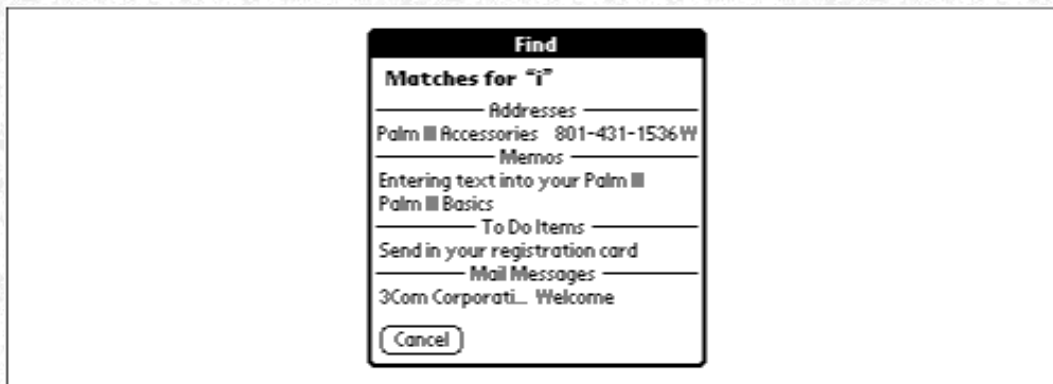 Find
Matches for “i”
Addresses
Palm III Accessories 801-431-1536 W
Memos
Entering text into your Palm III
Palm III Basics
To Do Items
Send in your registration card
Mail Messages
3Com Corporati... Welcome
Cancel